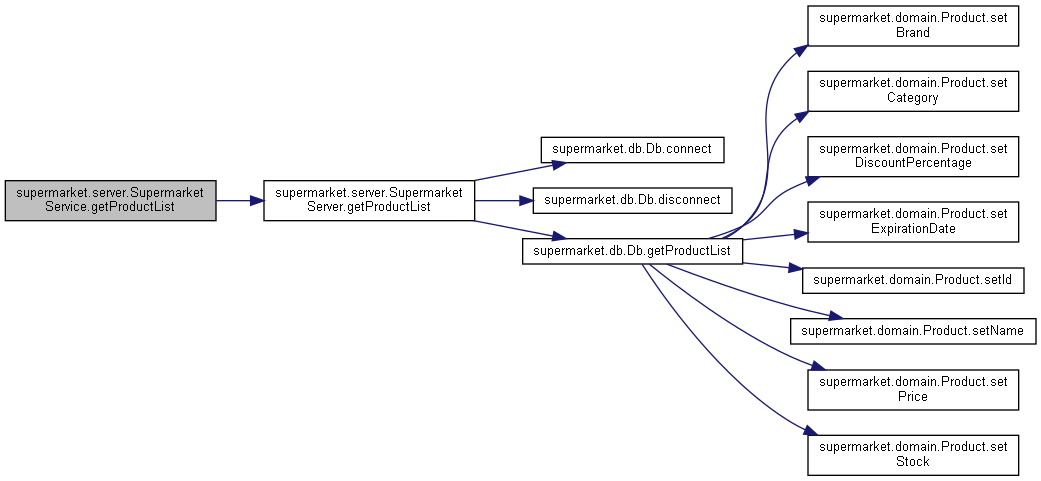 supermarket.server.Supermarket
Service.getProductList
supermarket.server.Supermarket
Server.getProductList
supermarket.db.Db.connect
supermarket.db.Db.disconnect
supermarket.db.Db.getProductList
supermarket.domain.Product.set
Brand
supermarket.domain.Product.set
Category
supermarket.domain.Product.set
DiscountPercentage
supermarket.domain.Product.set
ExpirationDate
supermarket.domain.Product.setId
supermarket.domain.Product.setName
supermarket.domain.Product.set
Price
supermarket.domain.Product.set
Stock